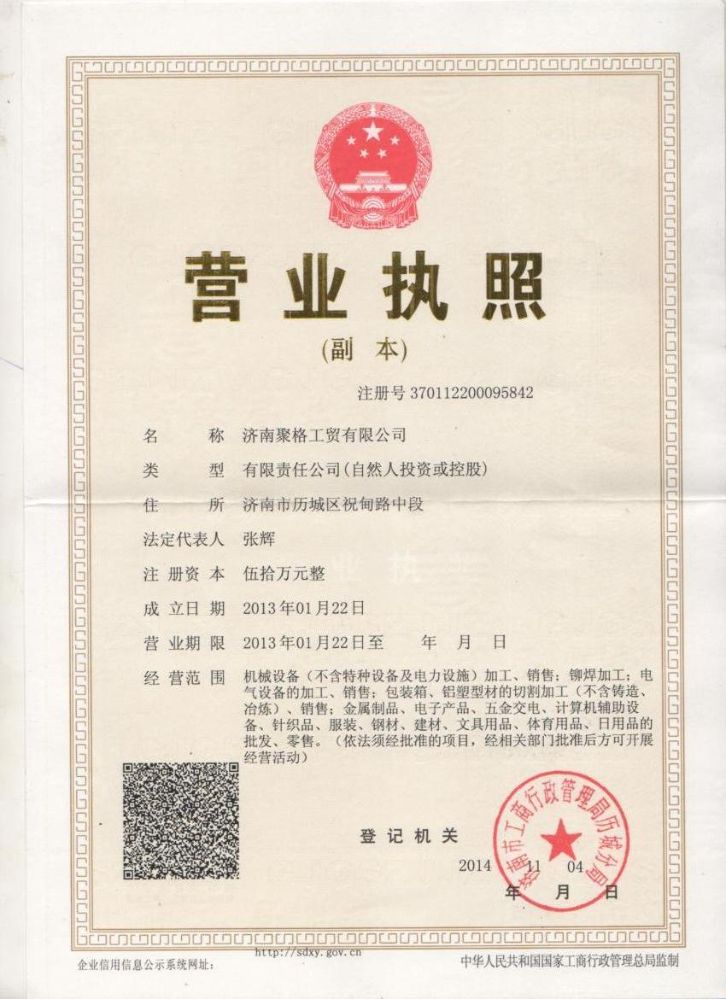 营业执照
(副 本)
注册号 370112200095842
名 称 济南聚格工贸有限公司
类 型 有限责任公司(自然人投资或控股)
住 所 济南市历城区祝甸路中段
法定代表人 张辉
注册资本 伍拾万元整
成立日期 2013年01月22日
营业期限 2013年01月22日至 年 月 日
经营范围 机械设备（不含特种设备及电力设施）加工、销售；铆焊加工；电
气设备的加工、销售；包装箱、铝塑型材的切割加工（不含铸造、
冶炼）、销售；金属制品、电子产品、五金交电、计算机辅助设
备、针织品、服装、钢材、建材、文具用品、体育用品、日用品的
批发、零售。（依法须经批准的项目，经相关部门批准后方可开展
经营活动）
登记机关
济南市工商行政管理局历城分局
2014 11 04
年 月 日
http://sdxy.gov.cn
企业信用信息公示系统网址：
中华人民共和国国家工商行政管理总局监制